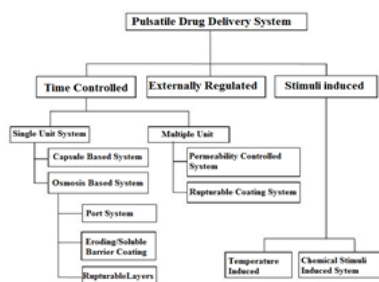 Pulsatile Drug Delivery System
Time Controlled
Externally Regulated
Stimuli induced
Single Unit System
Multiple Unit
Capsule Based System
Permeability Controlled
System
Osmosis Based System
Rupturable Coating System
Port System
Eroding/Soluble
Barrier Coating
RupturableLayers
Temperature
Induced
Chemical Stimuli
Induced Sytem